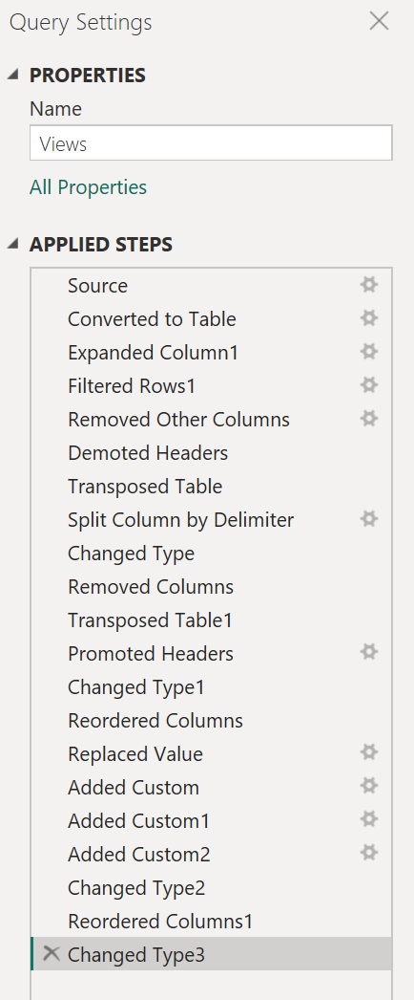 Query Settings
PROPERTIES
Name
Views
All Properties
APPLIED STEPS
Source
Converted to Table
Expanded Column1
Filtered Rows1
Removed Other Columns
Demoted Headers
Transposed Table
Split Column by Delimiter
Changed Type
Removed Columns
Transposed Table1
Promoted Headers
Changed Type1
Reordered Columns
Replaced Value
Added Custom
Added Custom1
Added Custom2
Changed Type2
Reordered Columns1
Changed Type3